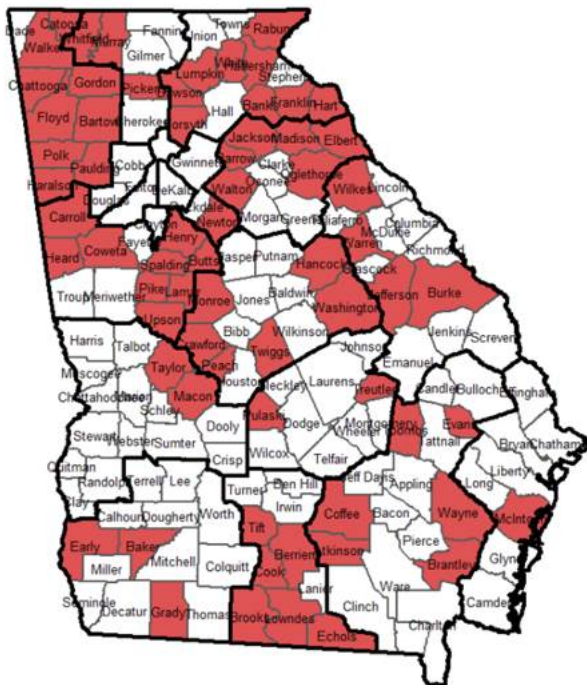 Dade
Catoosa
Fannin
Towns
Rabun
Union
Walker
Whitfield
Murray
Gilmer
White
Habersham
Lumpkin
Stephens
Chattooga
Gordon
Pickens
Dawson
Banks
Franklin
Hart
Hall
Floyd
Bartow
Cherokee
Forsyth
Jackson
Madison
Elbert
Polk
Paulding
Cobb
Gwinnett
Barrow
Clarke
Oconee
Oglethorpe
Haralson
Douglas
Fulton
DeKalb
Walton
Wilkes
Lincoln
Rockdale
Carroll
Clayton
Newton
Morgan
Greene
Taliaferro
Columbia
McDuffie
Fayette
Henry
Warren
Richmond
Heard
Coweta
Spalding
Butts
Jasper
Putnam
Hancock
Glascock
Troup
Meriwether
Pike
Lamar
Monroe
Jones
Baldwin
Washington
Jefferson
Burke
Upson
Bibb
Wilkinson
Harris
Talbot
Crawford
Twiggs
Johnson
Jenkins
Screven
Muscogee
Taylor
Peach
Houston
Bleckley
Laurens
Emanuel
Chattahoochee
Marion
Macon
Treutlen
Candler
Bulloch
Effingham
Schley
Pulaski
Dodge
Montgomery
Toombs
Evans
Stewart
Webster
Sumter
Dooly
Wheeler
Tattnall
Bryan
Chatham
Crisp
Wilcox
Telfair
Liberty
Quitman
Randolph
Terrell
Lee
Turner
Ben Hill
Jeff Davis
Appling
Long
Clay
Calhoun
Dougherty
Worth
Irwin
Coffee
Bacon
Wayne
McIntosh
Early
Baker
Tift
Pierce
Miller
Mitchell
Colquitt
Berrien
Atkinson
Brantley
Glynn
Cook
Lanier
Ware
Seminole
Decatur
Grady
Thomas
Brooks
Lowndes
Clinch
Camden
Echols
Charlton